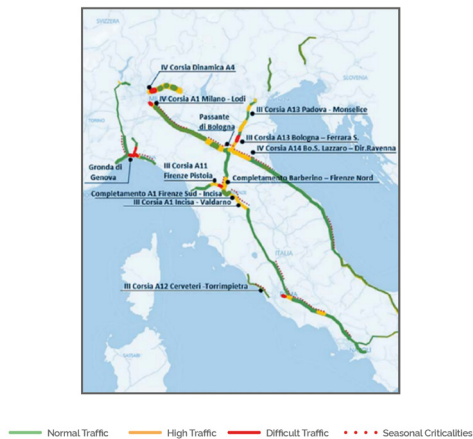 IV Corsia Dinamica A4
SLOVENIA
IV Corsia A1 Milano - Lodi
III Corsia A13 Padova - Monselice
TORINO
Passante
di Bologna
III Corsia A13 Bologna – Ferrara S.
IV Corsia A14 Bo.S. Lazzaro – Dir.Ravenna
Gronda di
Genova
III Corsia A11
Firenze Pistoia
Completamento Barberino – Firenze Nord
Completamento A1 Firenze Sud - Incisa
III Corsia A1 Incisa - Valdarno
ITALIA
III Corsia A12 Cerveteri -Torrimpietra
Normal Traffic
High Traffic
Difficult Traffic
Seasonal Criticalities